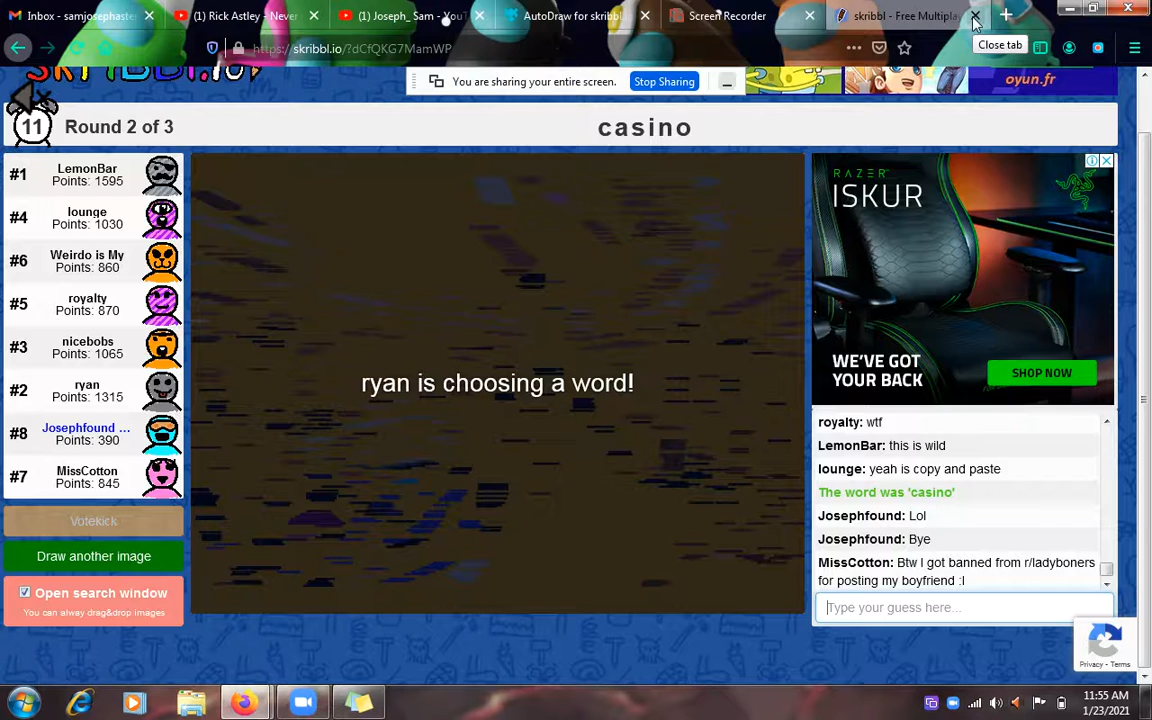 Inbox - samjosephaster
(1) Rick Astley - Never
(1) Joseph_ Sam - YouT
AutoDraw for skribbl.
Screen Recorder
skribbl - Free Multipla
https://skribbl.io/?dCfQKG7MamWP
Close tab
You are sharing your entire screen.
Stop Sharing
oyun.fr
11
Round 2 of 3
casino
#1
LemonBar
Points: 1595
#4
lounge
Points: 1030
#6
Weirdo is My
Points: 860
#5
royalty
Points: 870
#3
nicebobs
Points: 1065
#2
ryan
Points: 1315
#8
Josephfound ...
Points: 390
#7
MissCotton
Points: 845
Votekick
Draw another image
Open search window
You can alway drag&drop images
ryan is choosing a word!
RAZER
ISKUR
WE'VE GOT
YOUR BACK
SHOP NOW
royalty: wtf
LemonBar: this is wild
lounge: yeah is copy and paste
The word was 'casino'
Josephfound: Lol
Josephfound: Bye
MissCotton: Btw I got banned from r/ladyboners
for posting my boyfriend :l
Type your guess here...
Privacy - Terms
11:55 AM
1/23/2021